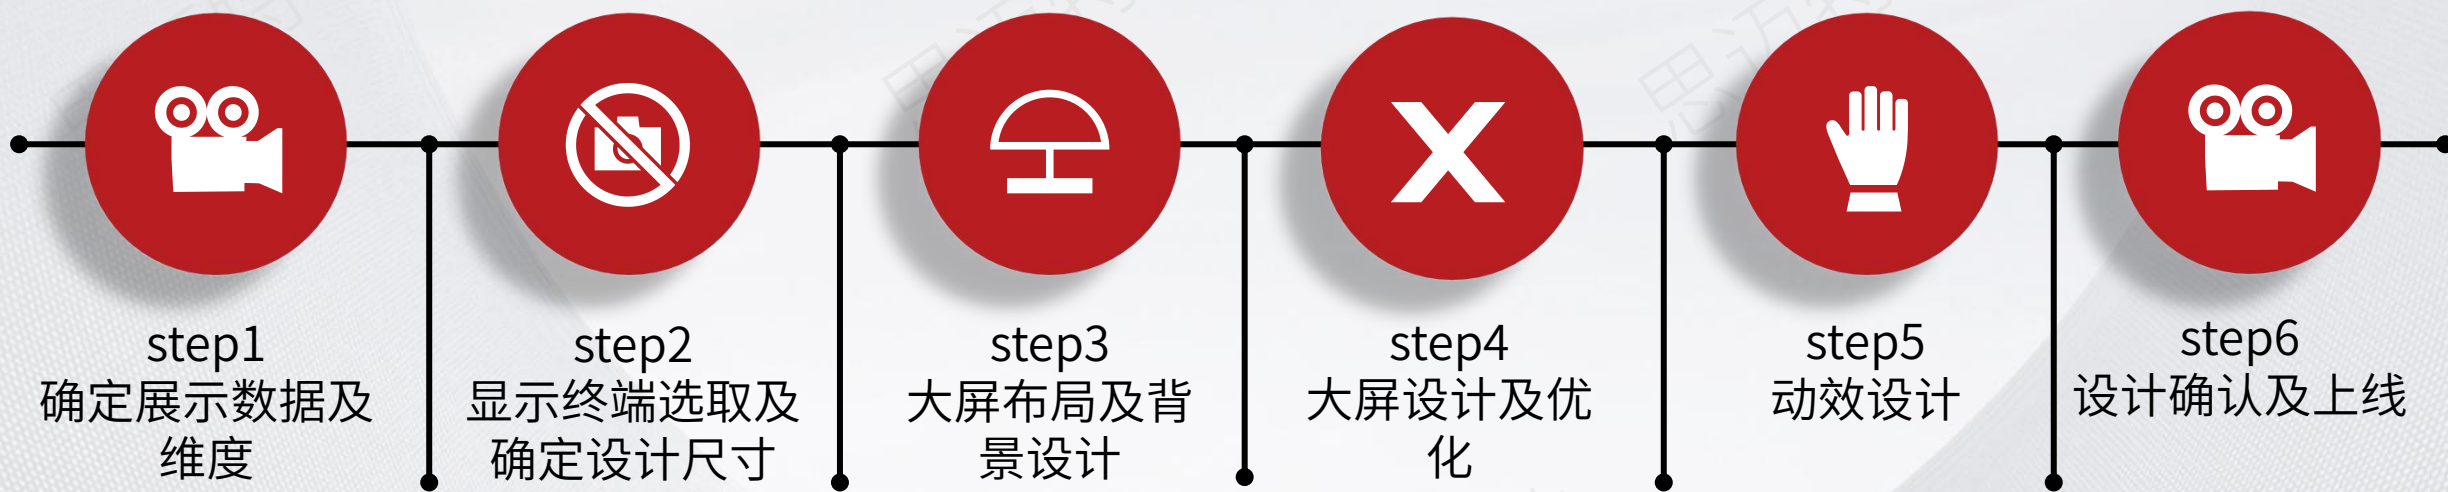 step1
确定展示数据及
维度
step2
显示终端选取及
确定设计尺寸
step3
大屏布局及背
景设计
step4
大屏设计及优
化
step5
动效设计
step6
设计确认及上线